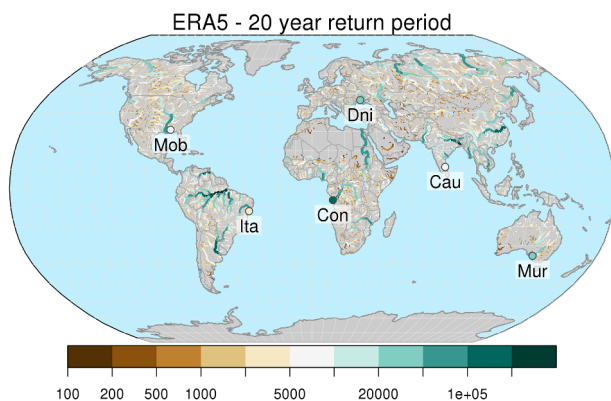 ERA5 - 20 year return period
Dni
Mob
Cau
Ita
Con
Mur
100 200 500 1000 5000 20000 1e+05